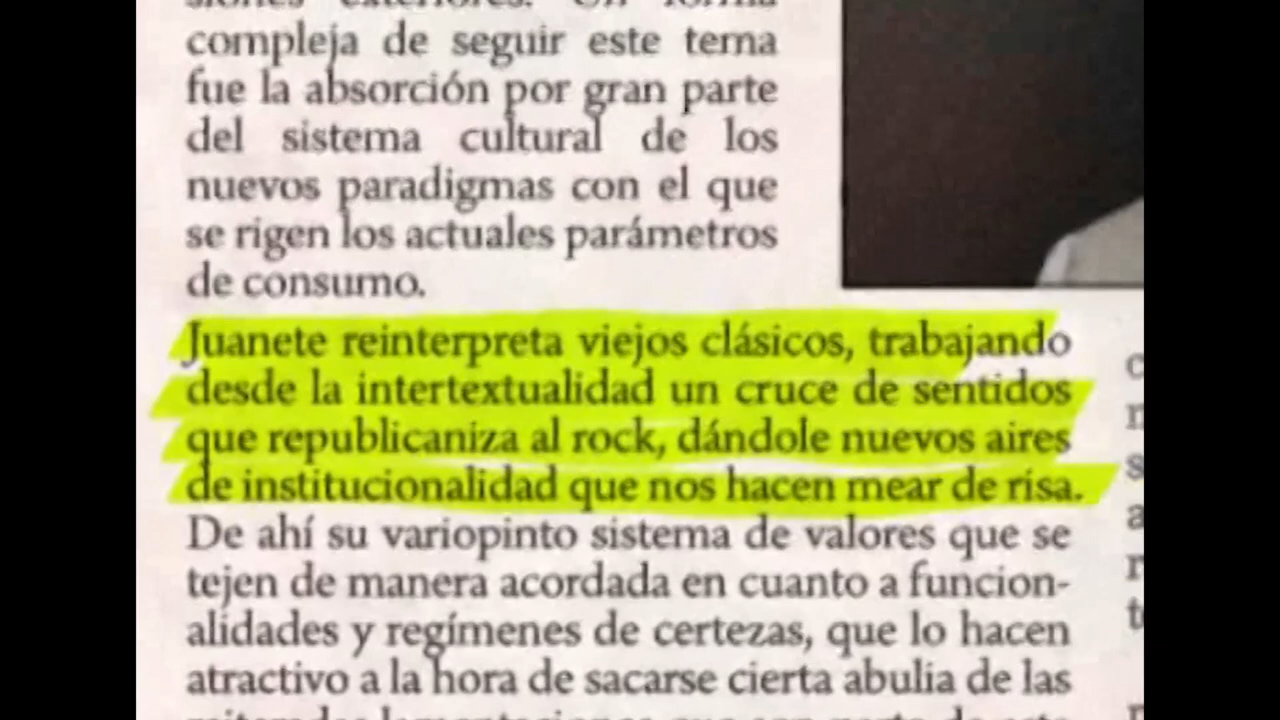 siones exteriores. Un forma
compleja de seguir este tema
fue la absorción por gran parte
del sistema cultural de los
nuevos paradigmas con el que
se rigen los actuales parámetros
de consumo.
Juanete reinterpreta viejos clásicos, trabajando
desde la intertextualidad un cruce de sentidos
que republicaniza al rock, dándole nuevos aires
de institucionalidad que nos hacen mear de risa.
De ahí su variopinto sistema de valores que se
tejen de manera acordada en cuanto a funcion-
alidades y regímenes de certezas, que lo hacen
atractivo a la hora de sacarse cierta abulia de las